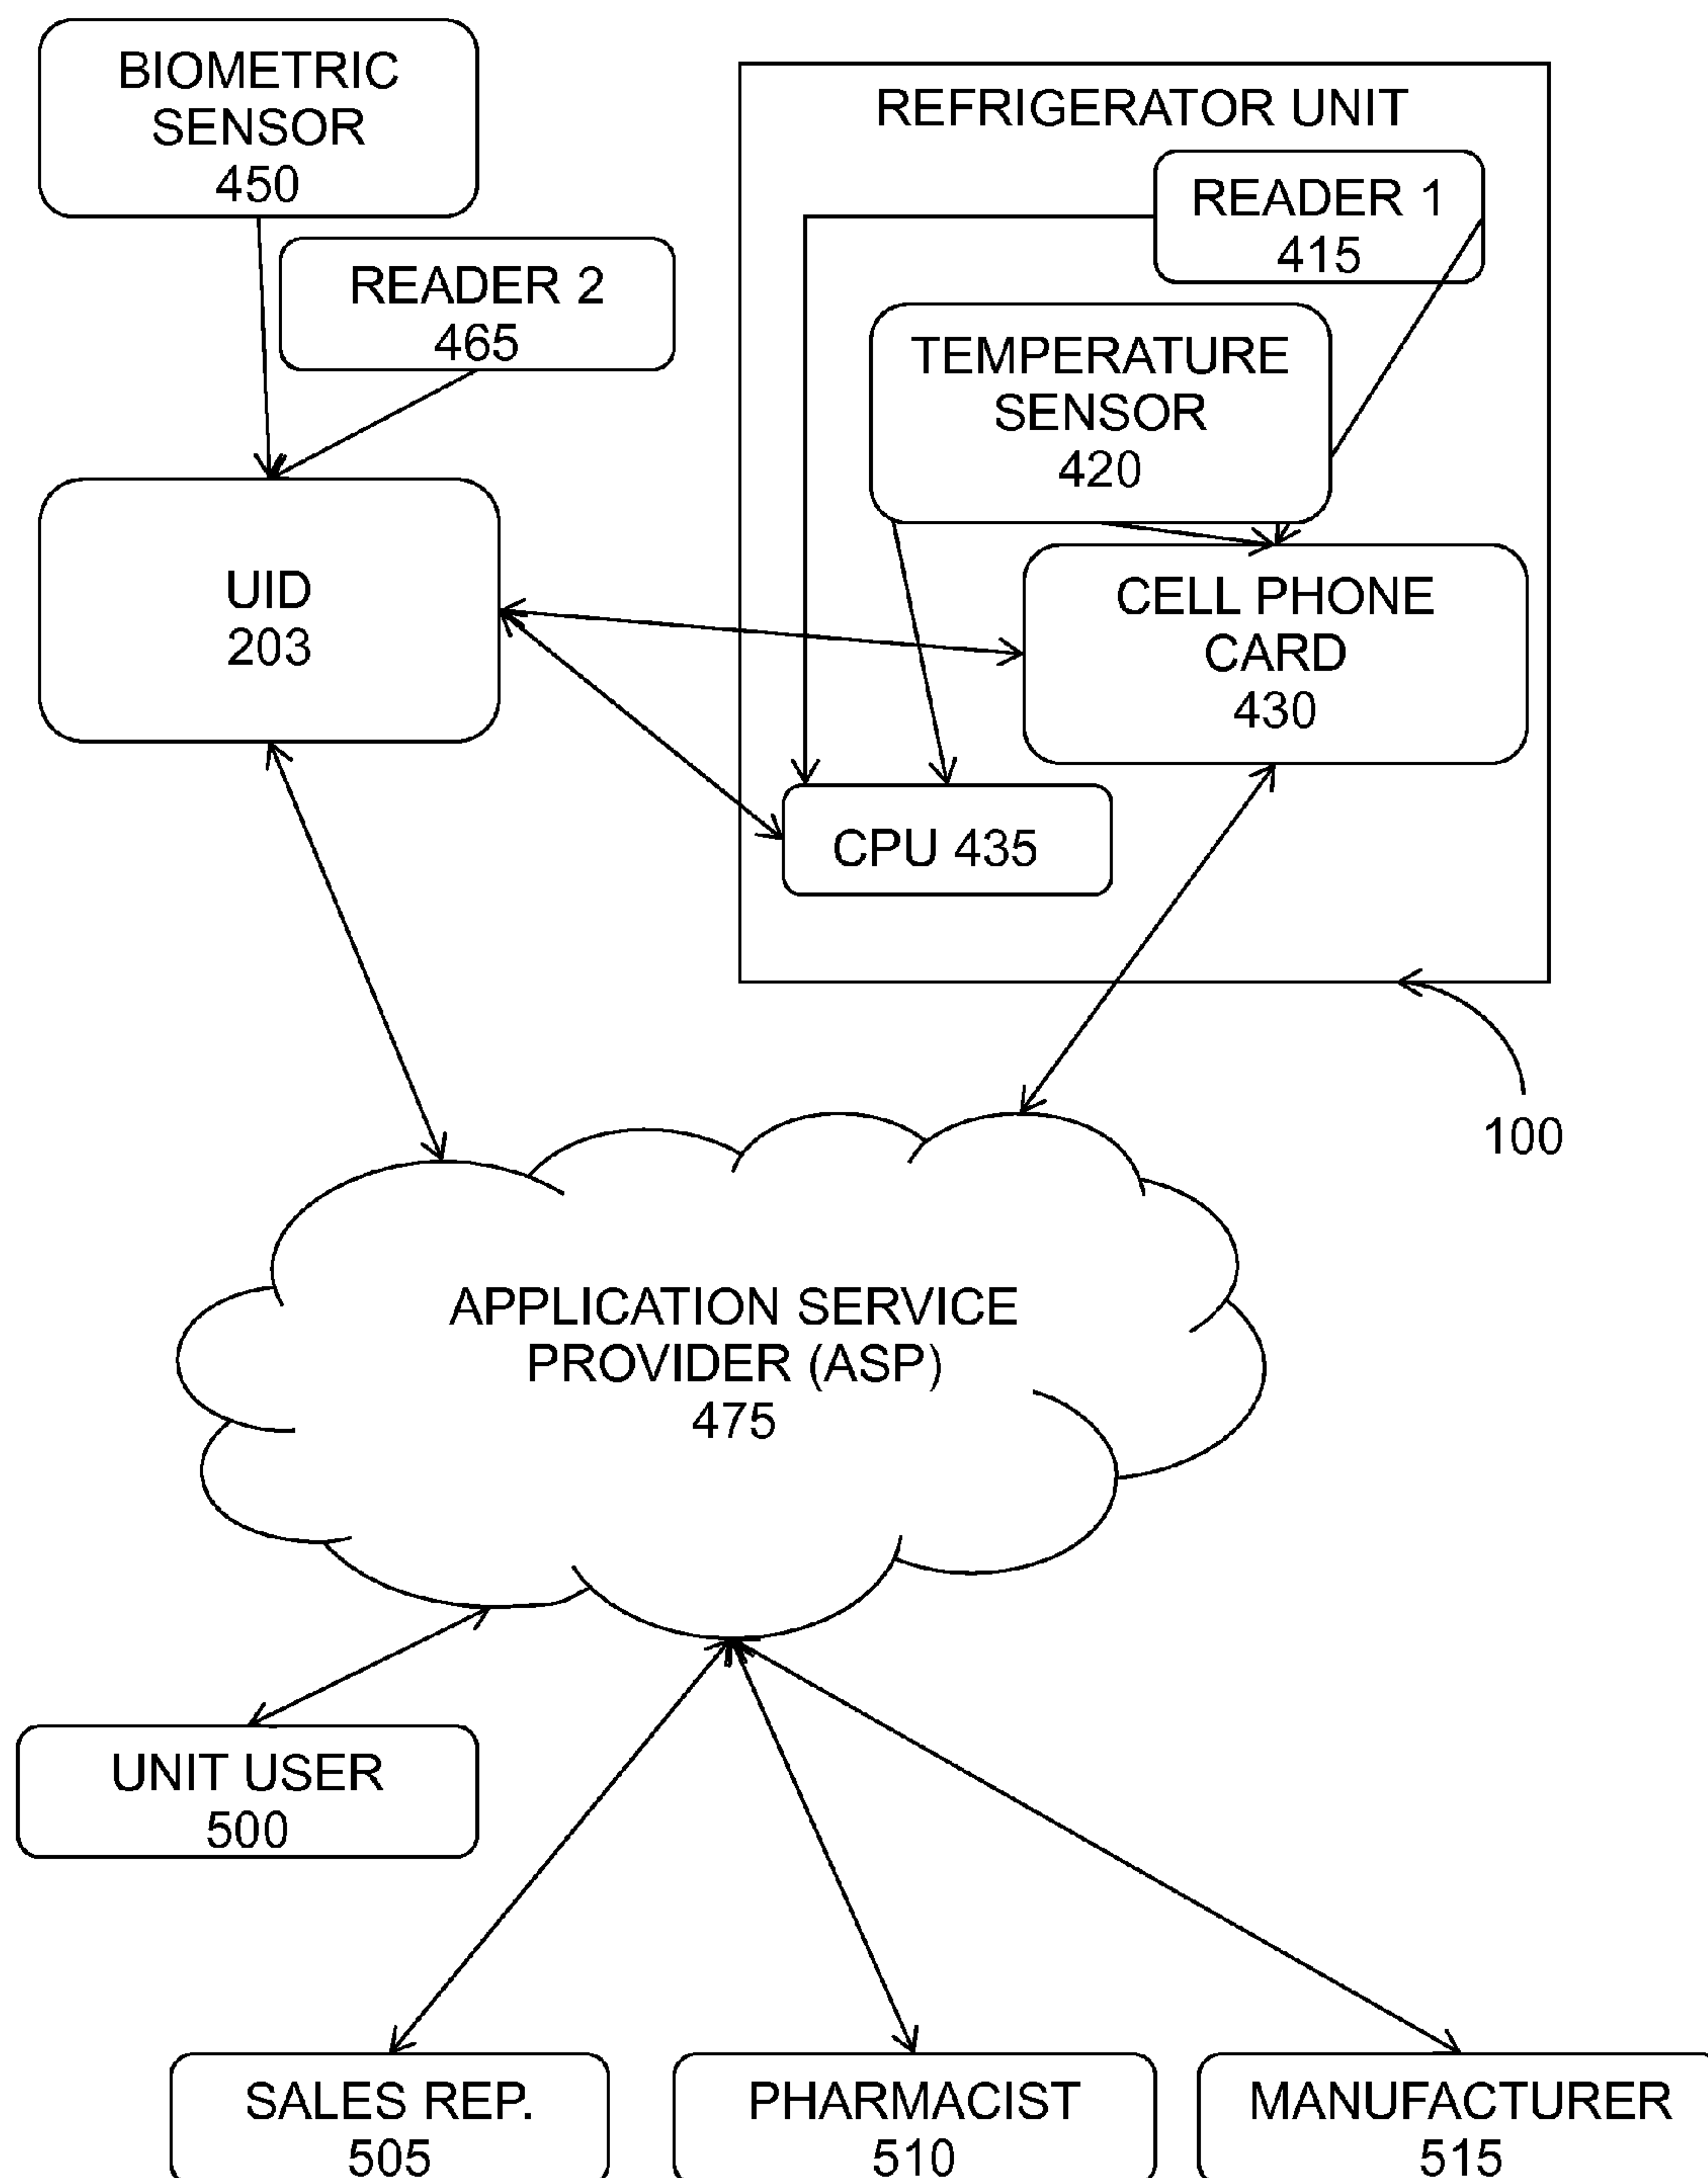 BIOMETRIC
SENSOR
450
REFRIGERATOR UNIT
READER 1
415
READER 2
465
TEMPERATURE
SENSOR
420
UID
203
CELL PHONE
CARD
430
CPU 435
100
APPLICATION SERVICE
PROVIDER (ASP)
475
UNIT USER
500
SALES REP.
505
PHARMACIST
510
MANUFACTURER
515